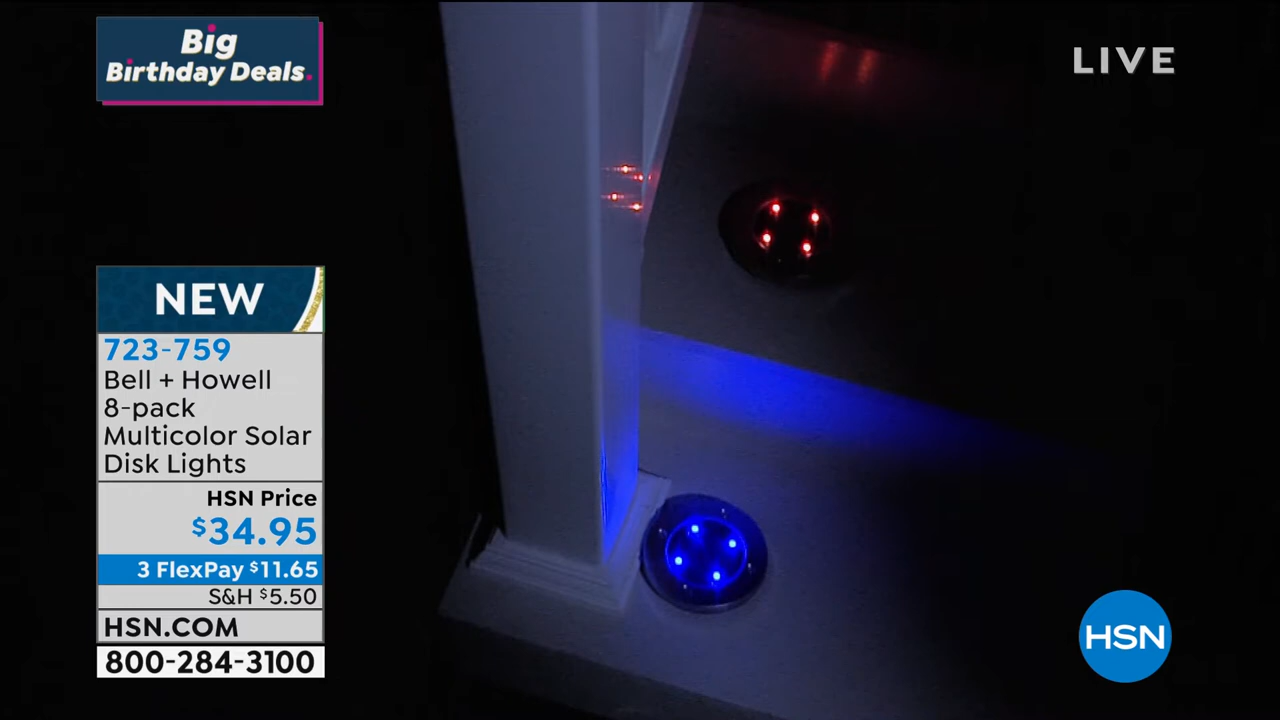 Big
Birthday Deals.
LIVE
NEW
723-759
Bell + Howell
8-pack
Multicolor Solar
Disk Lights
HSN Price
$34.95
3 FlexPay $11.65
S&H $5.50
HSN.COM
800-284-3100
HSN